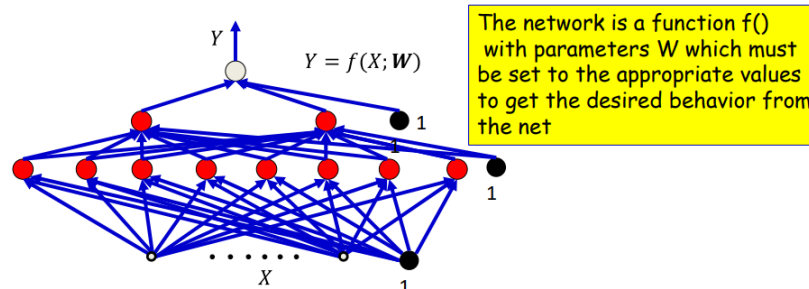 Y
Y = f(X; W)
The network is a function f()
with parameters W which must
be set to the appropriate values
to get the desired behavior from
the net
1
1
1
X
1